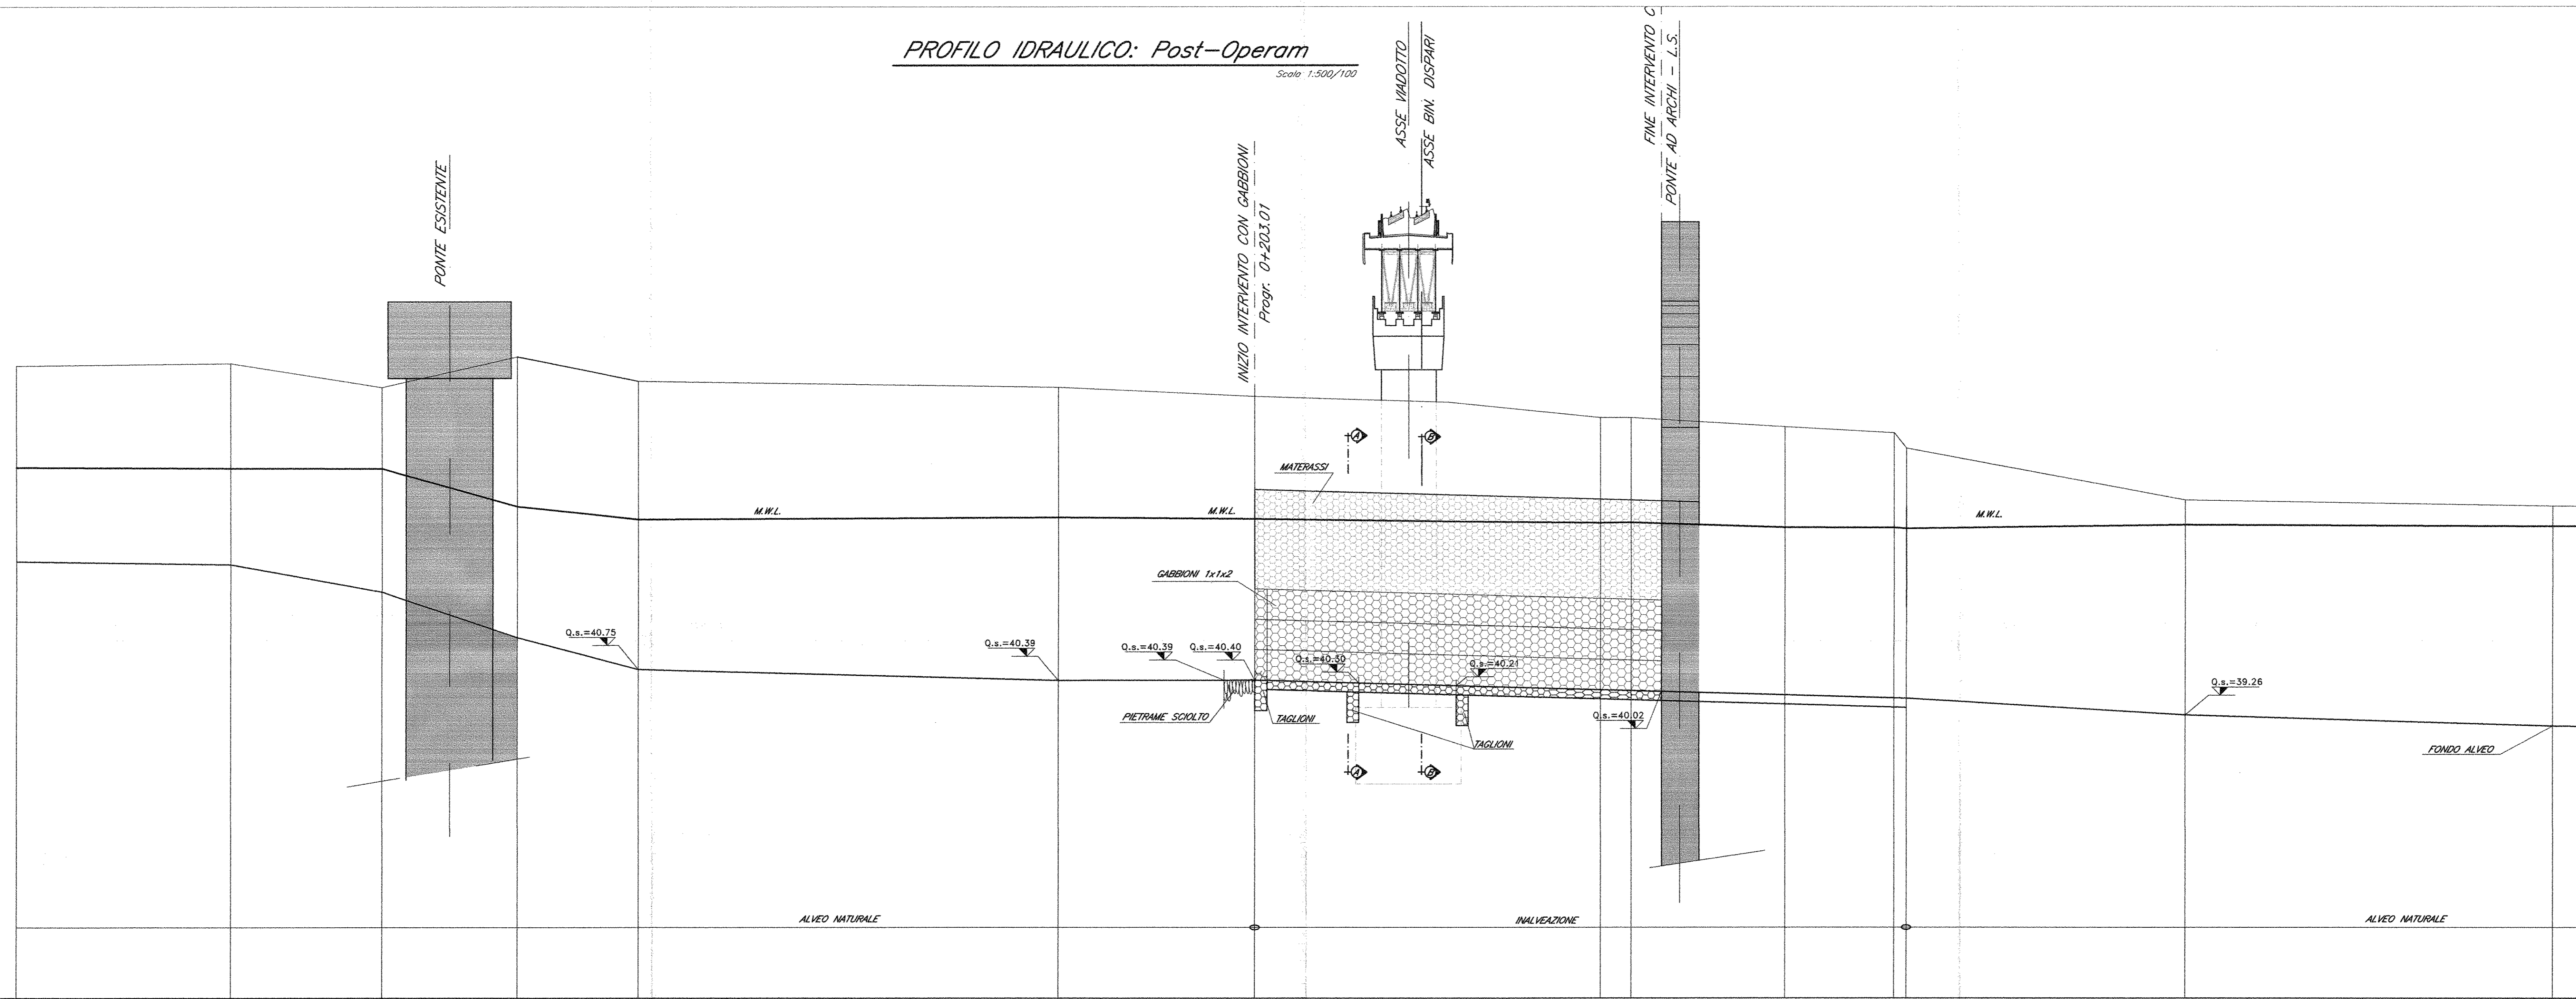 PROFILO IDRAULICO: Post-Operam
Scala 1:500/100
PONTE ESISTENTE
INIZIO INTERVENTO CON GABBIONI
Progr. 0+203.01
ASSE VIADOTTO
ASSE BIN. DISPARI
FINE INTERVENTO C
PONTE AD ARCHI - L.S.
A
B
MATERASSI
M.W.L.
M.W.L.
M.W.L.
GABBIONI 1x1x2
Q.s.=40.75
Q.s.=40.39
Q.s.=40.39
Q.s.=40.40
Q.s.=40.30
Q.s.=40.21
Q.s.=39.26
PIETRAME SCIOLTO
TAGLIONI
Q.s.=40.02
TAGLIONI
FONDO ALVEO
A
B
ALVEO NATURALE
INALVEAZIONE
ALVEO NATURALE